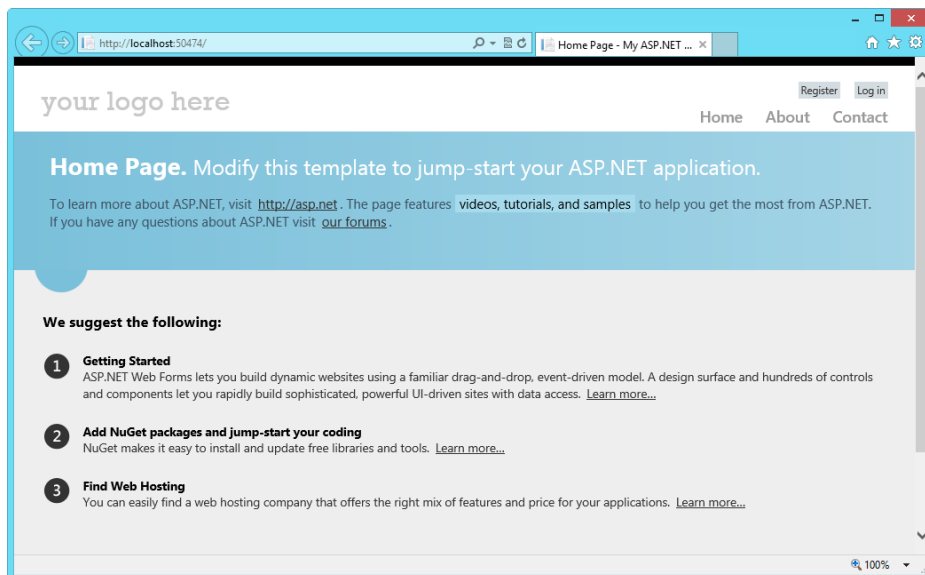 http://localhost:50474/
Home Page - My ASP.NET ...
your logo here
Register Log in
Home About Contact
Home Page. Modify this template to jump-start your ASP.NET application.
To learn more about ASP.NET, visit http://asp.net. The page features videos, tutorials, and samples to help you get the most from ASP.NET.
If you have any questions about ASP.NET visit our forums.
We suggest the following:
1 Getting Started
ASP.NET Web Forms lets you build dynamic websites using a familiar drag-and-drop, event-driven model. A design surface and hundreds of controls
and components let you rapidly build sophisticated, powerful UI-driven sites with data access. Learn more...
2 Add NuGet packages and jump-start your coding
NuGet makes it easy to install and update free libraries and tools. Learn more...
3 Find Web Hosting
You can easily find a web hosting company that offers the right mix of features and price for your applications. Learn more...
100%